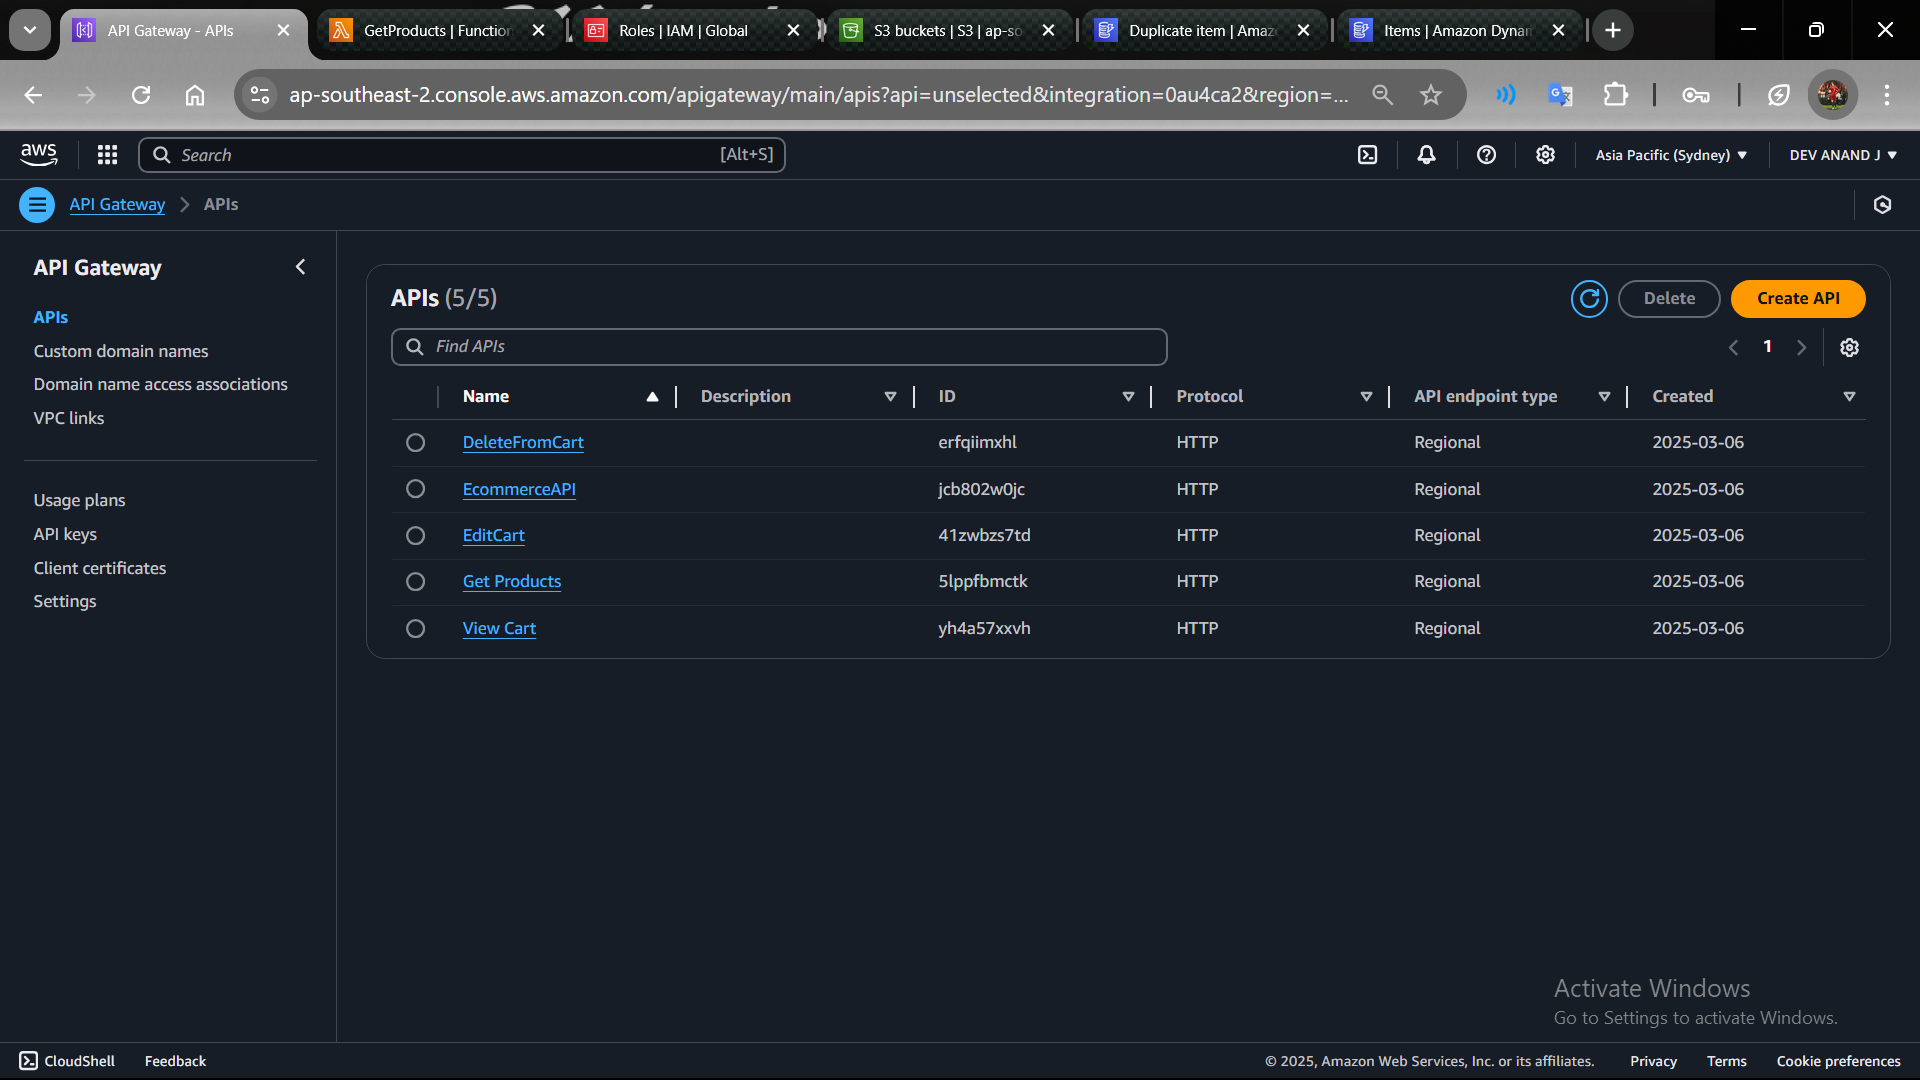 API Gateway - APIs
GetProducts | Function
Roles | IAM | Global
S3 buckets | S3 | ap-so
Duplicate item | Amaz
Items | Amazon Dynam
ap-southeast-2.console.aws.amazon.com/apigateway/main/apis?api=unselected&integration=0au4ca2&region=...
aws
Search
[Alt+S]
Asia Pacific (Sydney)
DEV ANAND J
API Gateway
APIs
API Gateway
APIs
Custom domain names
Domain name access associations
VPC links
Usage plans
API keys
Client certificates
Settings
APIs (5/5)
Delete
Create API
Find APIs
1
Name Description ID Protocol API endpoint type Created
DeleteFromCart erfqiimxhl HTTP Regional 2025-03-06
EcommerceAPI jcb802w0jc HTTP Regional 2025-03-06
EditCart 41zwbzs7td HTTP Regional 2025-03-06
Get Products 5lppfbmctk HTTP Regional 2025-03-06
View Cart yh4a57xxvh HTTP Regional 2025-03-06
Activate Windows
Go to Settings to activate Windows.
CloudShell
Feedback
© 2025, Amazon Web Services, Inc. or its affiliates.
Privacy
Terms
Cookie preferences